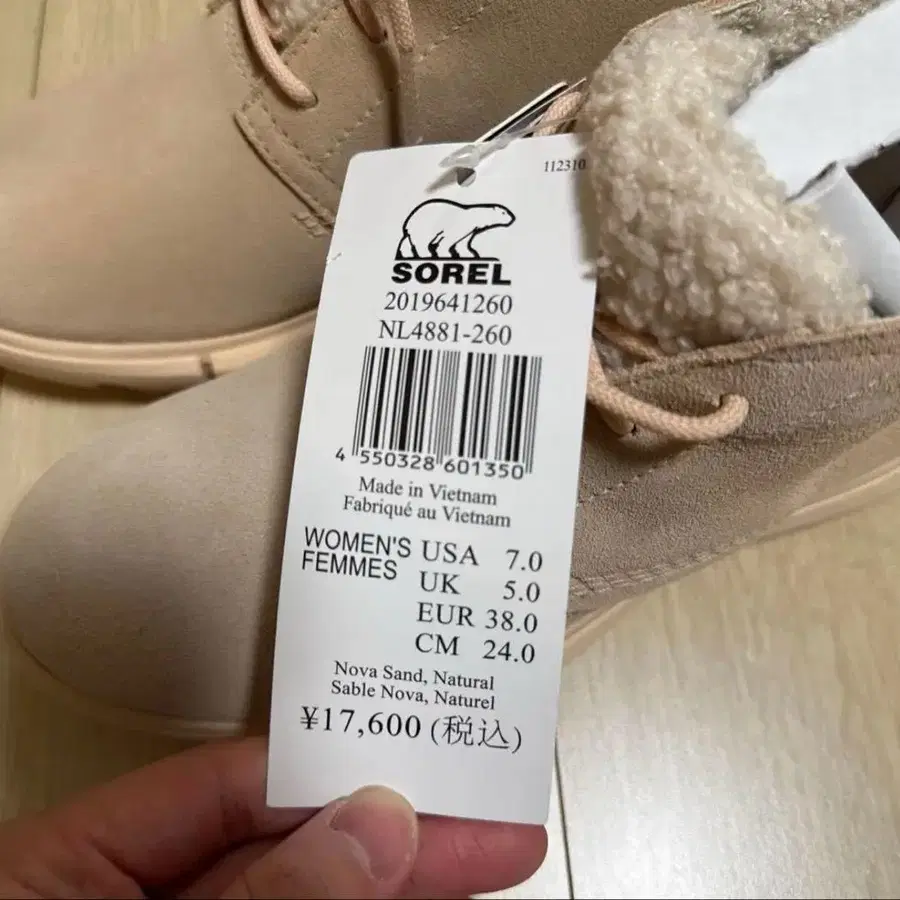 112310
SOREL
2019641260
NL4881-260
4 550328 601350
Made in Vietnam
Fabriqué au Vietnam
WOMEN'S
FEMMES
USA 7.0
UK 5.0
EUR 38.0
CM 24.0
Nova Sand, Natural
Sable Nova, Naturel
¥17,600 (税込)